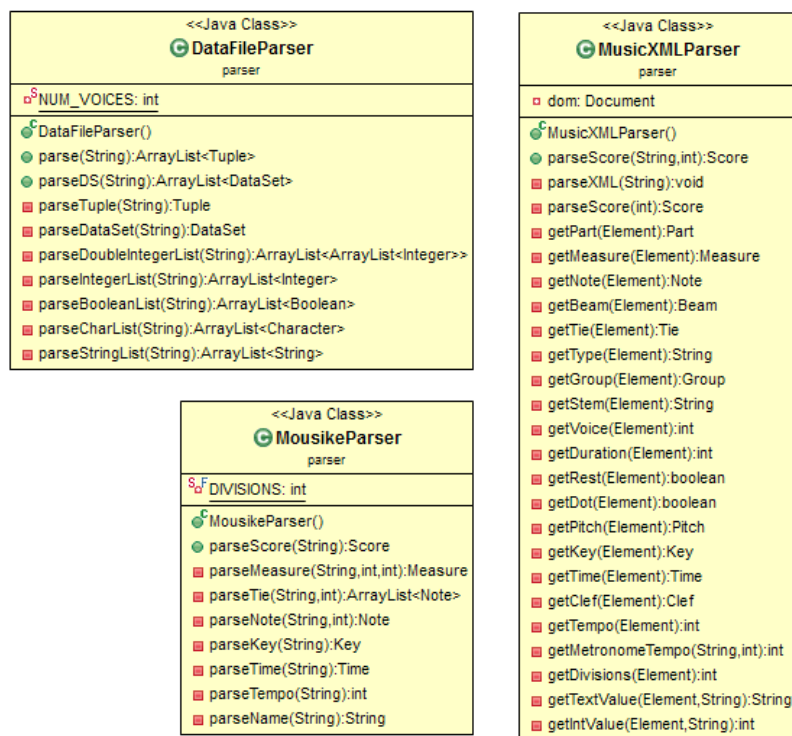 <<Java Class>>
DataFileParser
parser
NUM_VOICES: int
DataFileParser()
parse(String):ArrayList<Tuple>
parseDS(String):ArrayList<DataSet>
parseTuple(String):Tuple
parseDataSet(String):DataSet
parseDoubleIntegerList(String):ArrayList<ArrayList<Integer>>
parseIntegerList(String):ArrayList<Integer>
parseBooleanList(String):ArrayList<Boolean>
parseCharList(String):ArrayList<Character>
parseStringList(String):ArrayList<String>
<<Java Class>>
MousikeParser
parser
DIVISIONS: int
MousikeParser()
parseScore(String):Score
parseMeasure(String,int,int):Measure
parseTie(String,int):ArrayList<Note>
parseNote(String,int):Note
parseKey(String):Key
parseTime(String):Time
parseTempo(String):int
parseName(String):String
<<Java Class>>
MusicXMLParser
parser
dom: Document
MusicXMLParser()
parseScore(String,int):Score
parseXML(String):void
parseScore(int):Score
getPart(Element):Part
getMeasure(Element):Measure
getNote(Element):Note
getBeam(Element):Beam
getTie(Element):Tie
getType(Element):String
getGroup(Element):Group
getStem(Element):String
getVoice(Element):int
getDuration(Element):int
getRest(Element):boolean
getDot(Element):boolean
getPitch(Element):Pitch
getKey(Element):Key
getTime(Element):Time
getClef(Element):Clef
getTempo(Element):int
getMetronomeTempo(String,int):int
getDivisions(Element):int
getTextValue(Element,String):String
getIntValue(Element,String):int